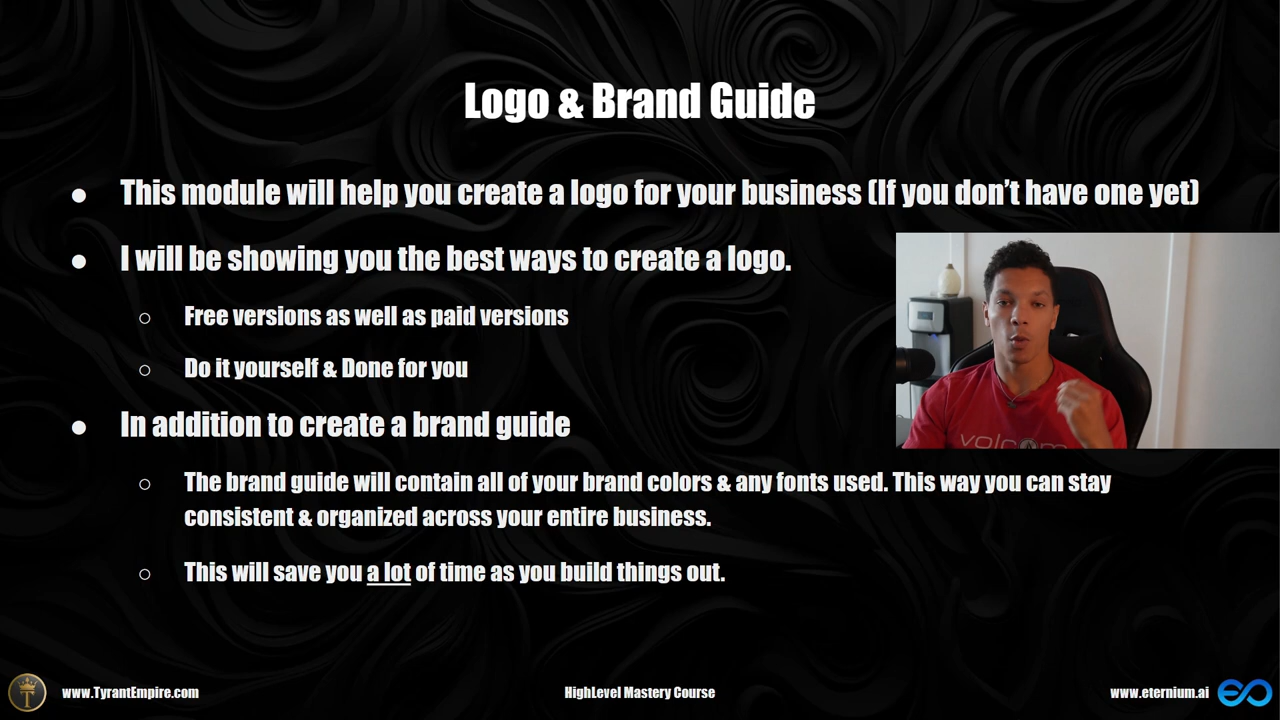 Logo & Brand Guide
● This module will help you create a logo for your business (If you don’t have one yet)
● I will be showing you the best ways to create a logo.
○ Free versions as well as paid versions
○ Do it yourself & Done for you
● In addition to create a brand guide
○ The brand guide will contain all of your brand colors & any fonts used. This way you can stay
consistent & organized across your entire business.
○ This will save you a lot of time as you build things out.
volcom
T
www.TyrantEmpire.com
HighLevel Mastery Course
www.eternium.ai